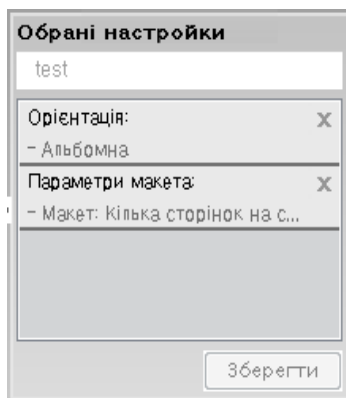 Обрані настройки
test
Орієнтація: X
- Альбомна
Параметри макета: X
- Макет: Кілька сторінок на с...
Зберегти